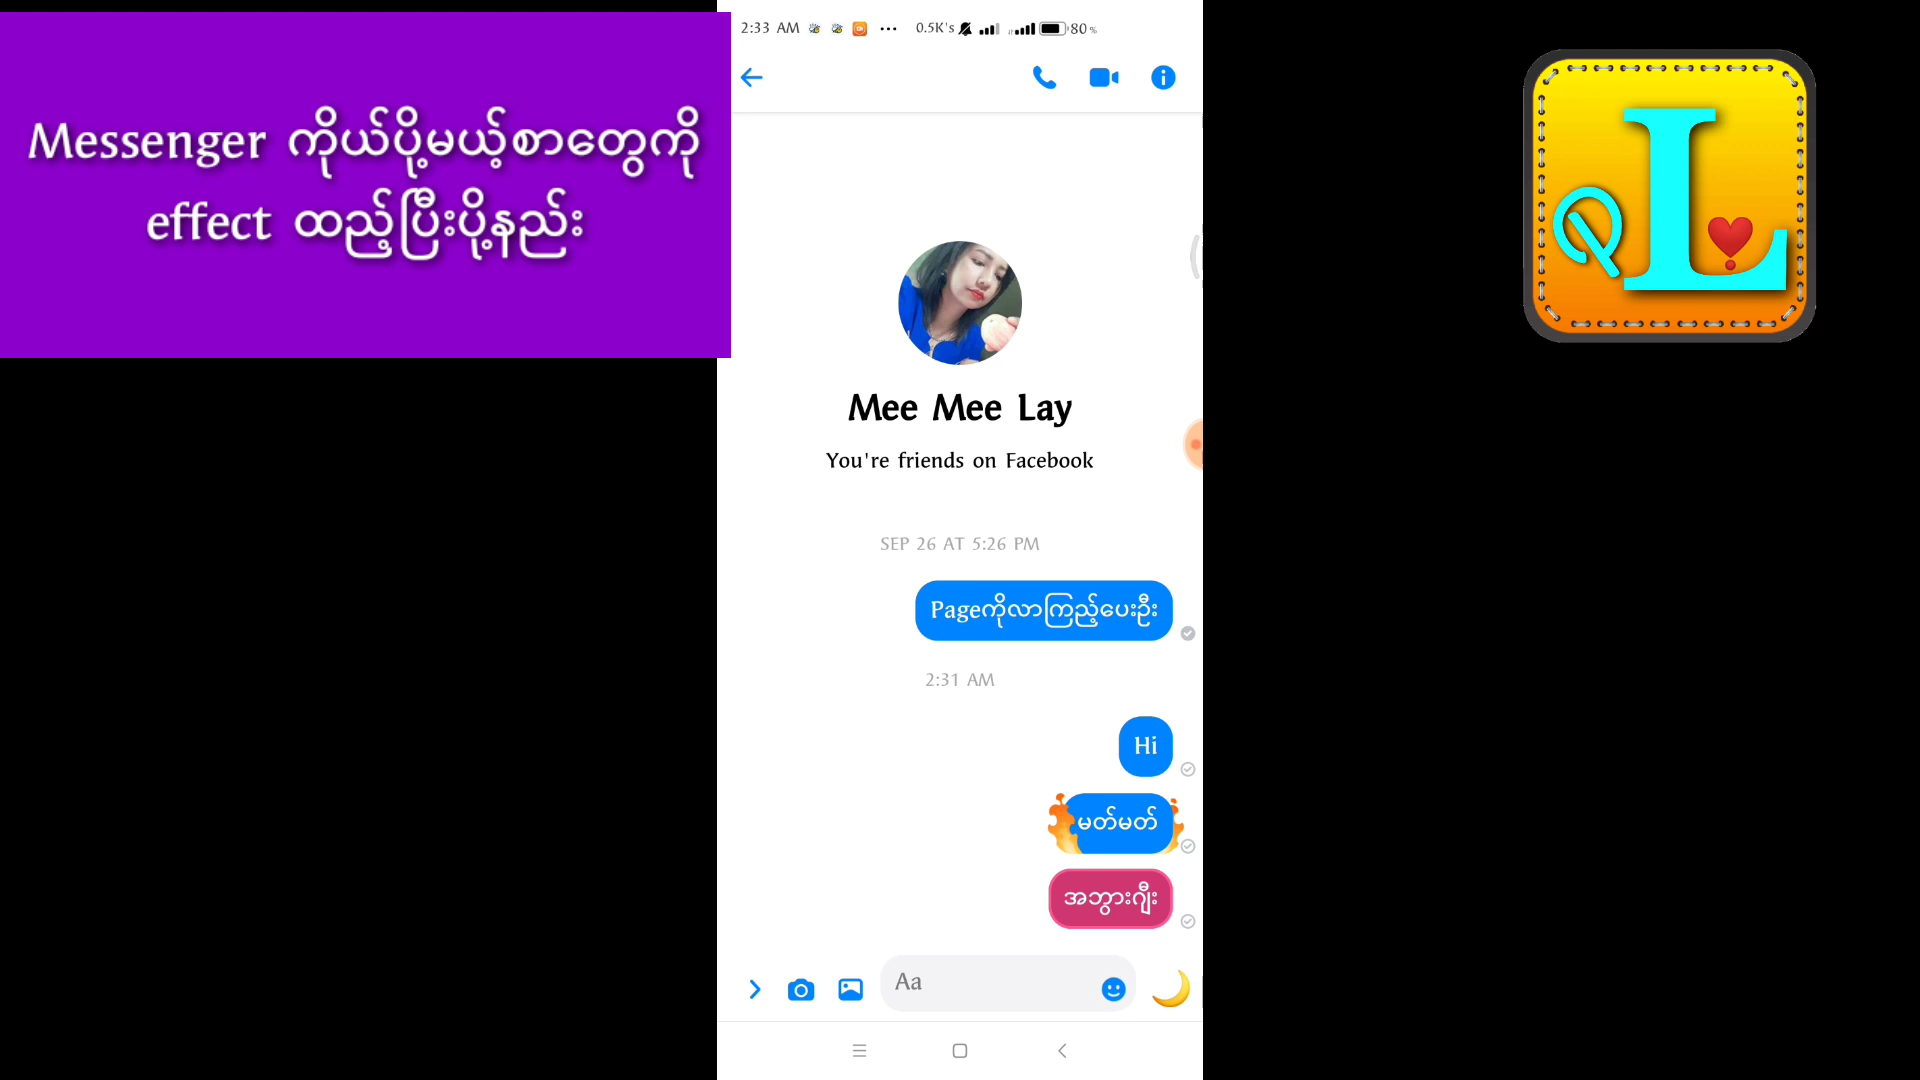 Messenger ကိုယ်ပို့မယ့်စာတွေကို
effect ထည့်ပြီးပို့နည်း
2:33 AM ... 0.5K's 80 %
L
Mee Mee Lay
You're friends on Facebook
SEP 26 AT 5:26 PM
Pageကိုလာကြည့်ပေးဦး
2:31 AM
Hi
မတ်မတ်
အဘွားဂျီး
Aa